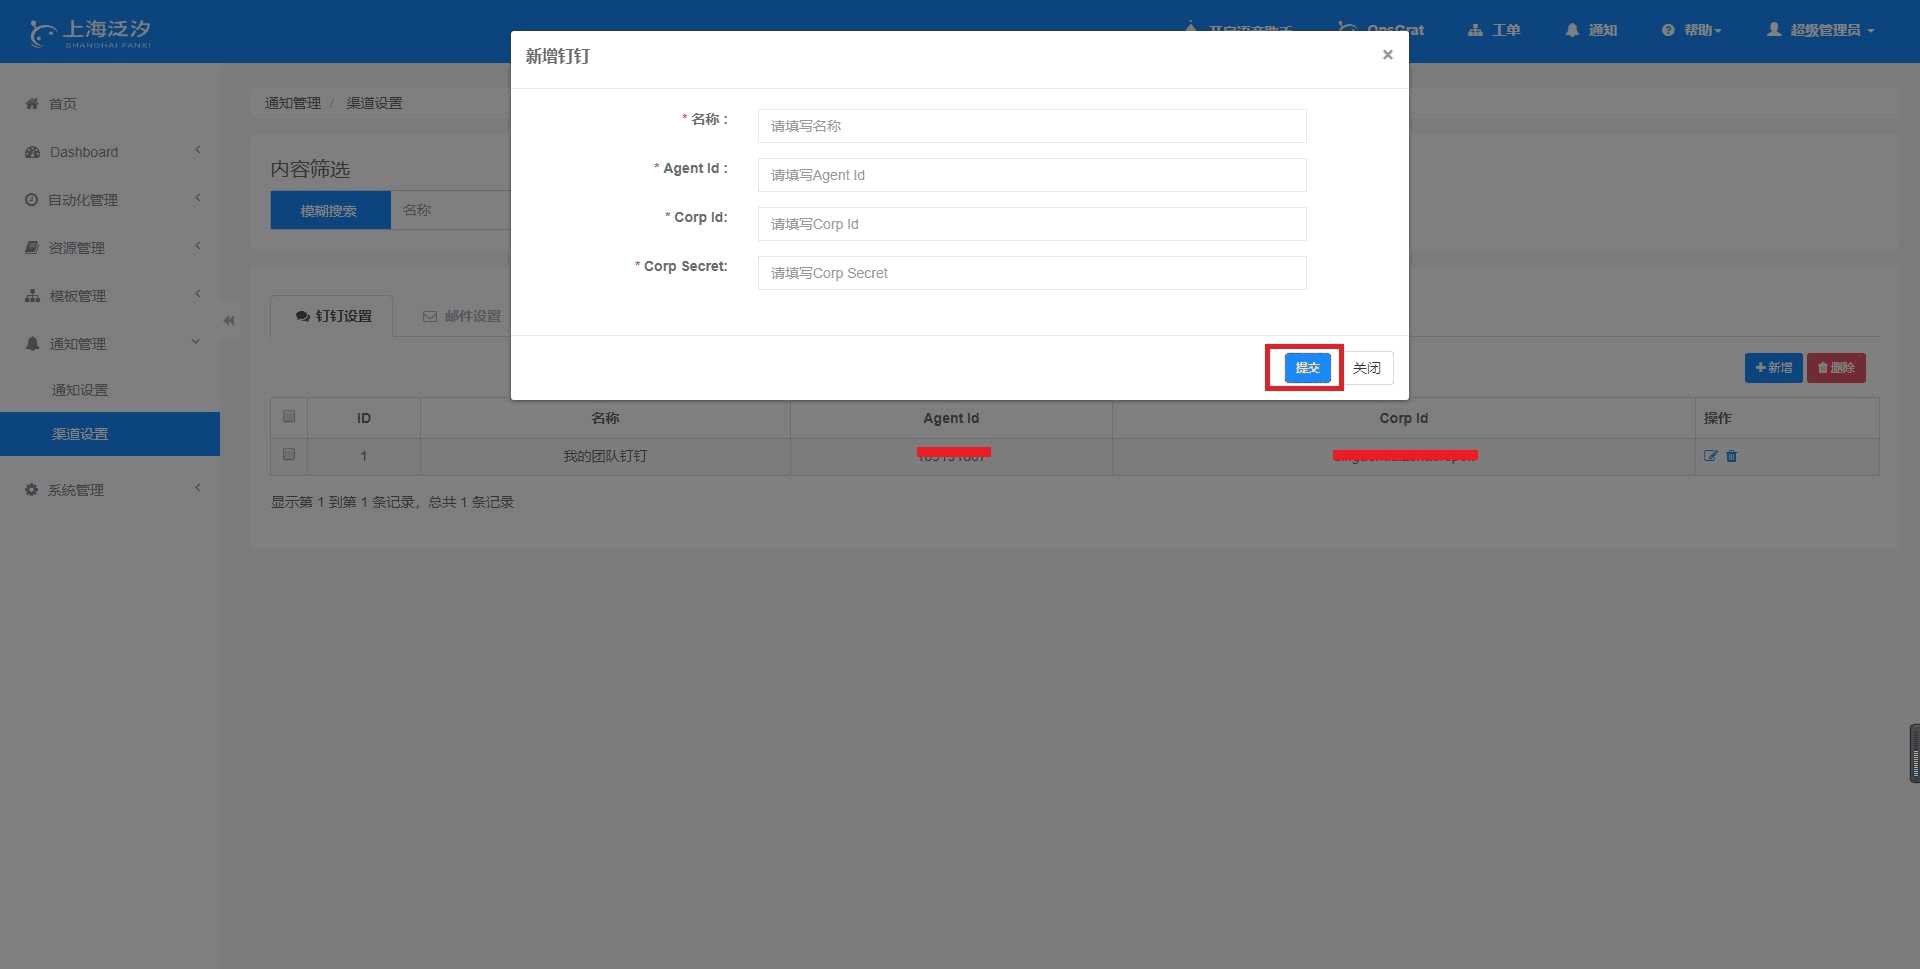 上海泛汐
SHANGHAI FANXI
工单
通知
帮助
超级管理员
新增钉钉
×
首页
Dashboard
自动化管理
资源管理
模板管理
通知管理
通知设置
渠道设置
系统管理
通知管理 / 渠道设置
内容筛选
模糊搜索
名称
钉钉设置
邮件设置
* 名称 :
请填写名称
* Agent Id :
请填写Agent Id
* Corp Id:
请填写Corp Id
* Corp Secret:
请填写Corp Secret
提交
关闭
新增
删除
ID 名称 Agent Id Corp Id 操作
1 我的团队钉钉
显示第 1 到第 1 条记录，总共 1 条记录